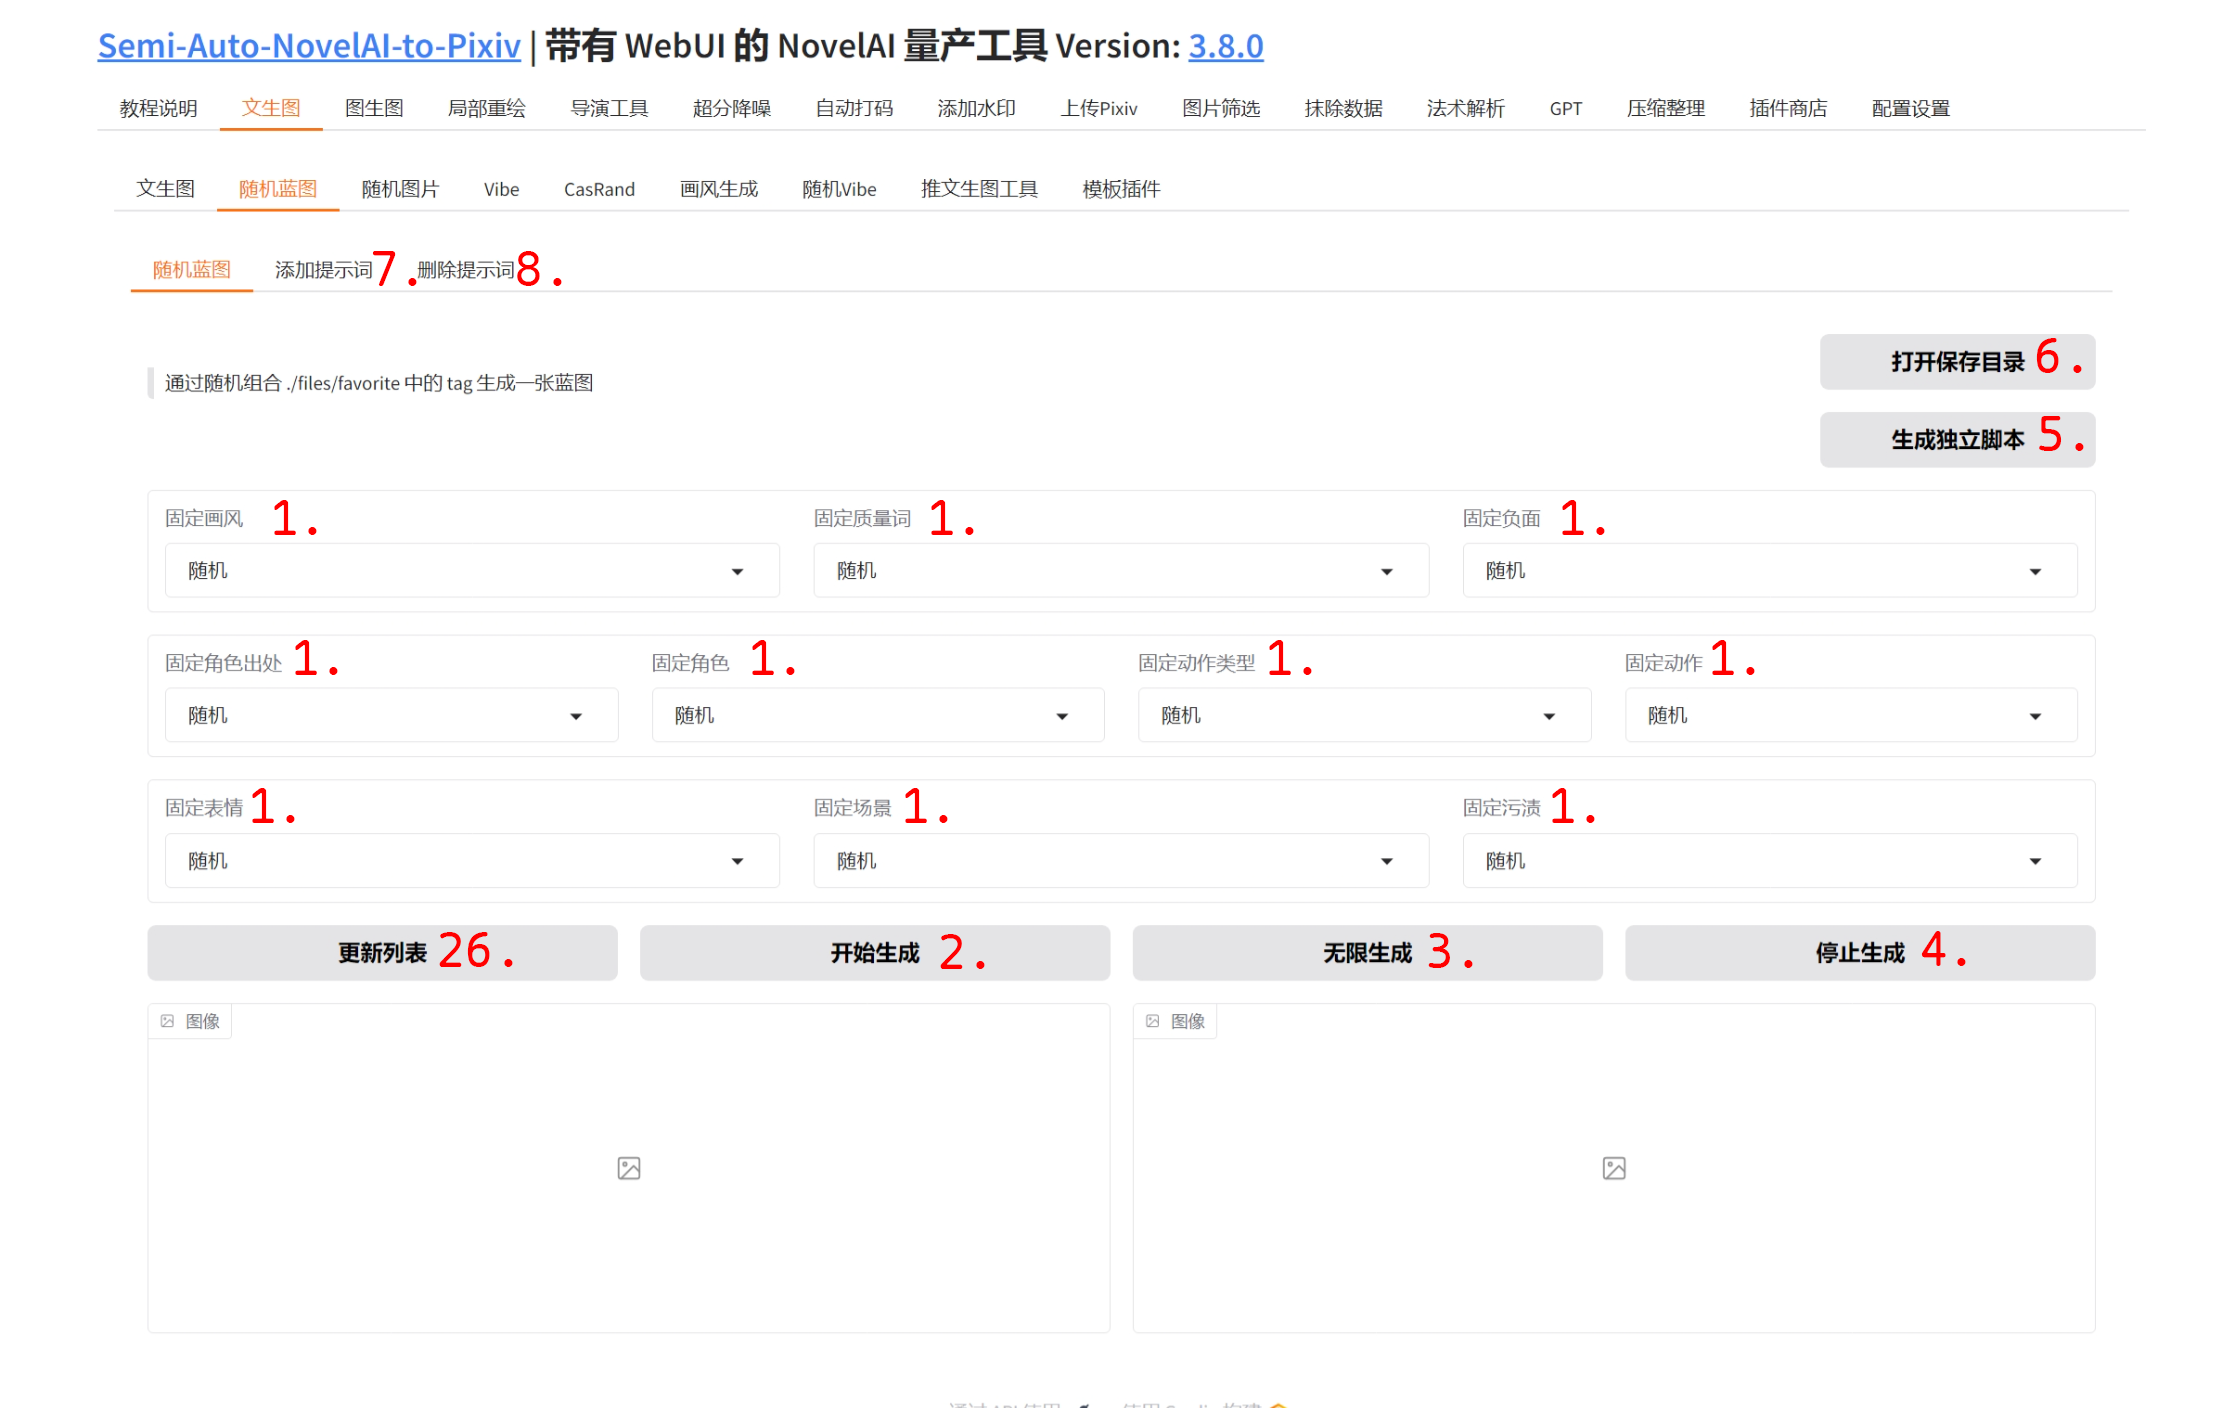 Semi-Auto-NovelAI-to-Pixiv | 带有 WebUI 的 NovelAI 量产工具 Version: 3.8.0
教程说明 文生图 图生图 局部重绘 导演工具 超分降噪 自动打码 添加水印 上传Pixiv 图片筛选 抹除数据 法术解析 GPT 压缩整理 插件商店 配置设置
文生图 随机蓝图 随机图片 Vibe CasRand 画风生成 随机Vibe 推文生图工具 模板插件
随机蓝图 添加提示词 7. 删除提示词 8.
打开保存目录 6.
通过随机组合 ./files/favorite 中的 tag 生成一张蓝图
生成独立脚本 5.
固定画风 1. 固定质量词 1. 固定负面 1.
随机 随机 随机
固定角色出处 1. 固定角色 1. 固定动作类型 1. 固定动作 1.
随机 随机 随机 随机
固定表情 1. 固定场景 1. 固定污渍 1.
随机 随机 随机
更新列表 26. 开始生成 2. 无限生成 3. 停止生成 4.
图像 图像